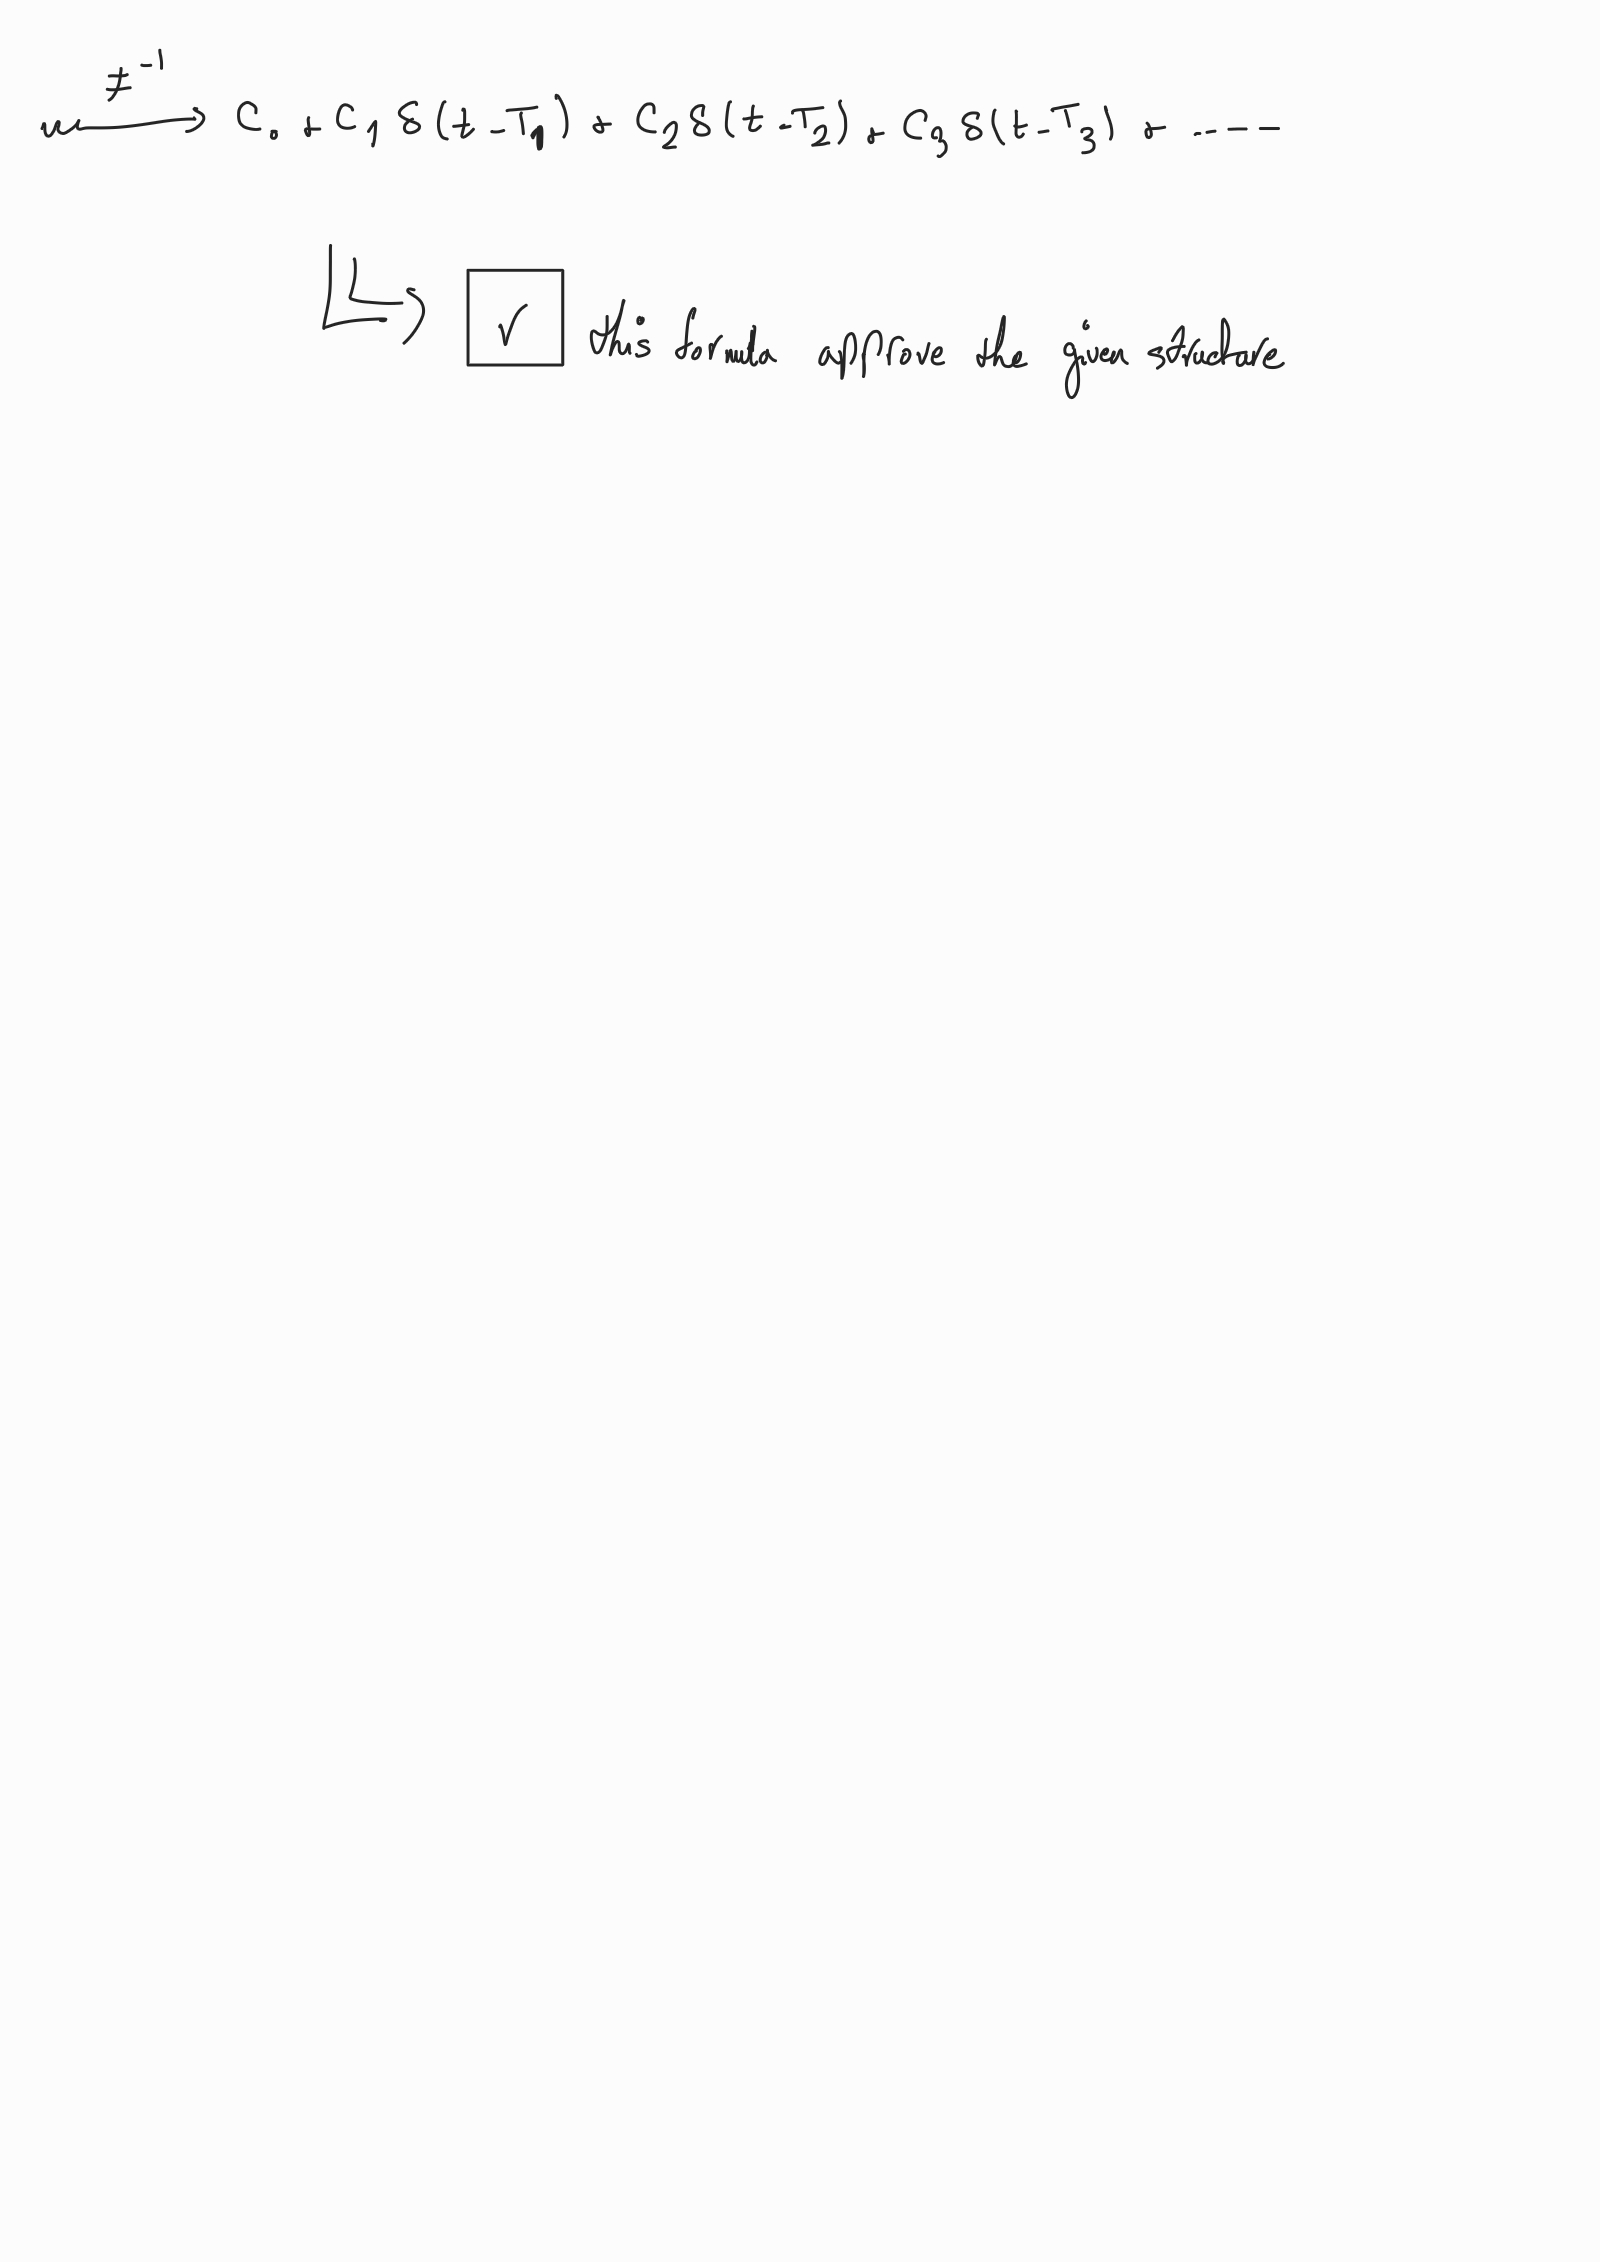 Ƶ⁻¹
⟶ C₀ + C₁ δ(t - T₁) + C₂ δ(t - T₂) + C₃ δ(t - T₃) + -----
✓ this formula approve the given structure